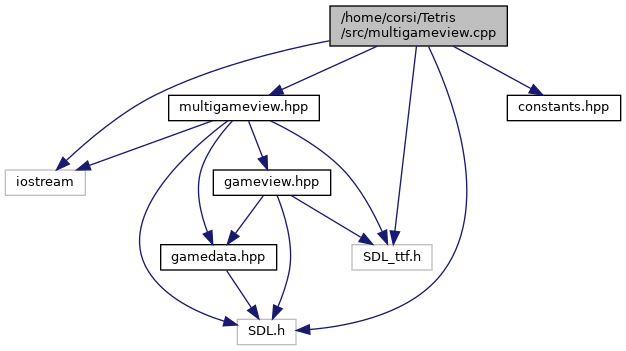 /home/corsi/Tetris
/src/multigameview.cpp
multigameview.hpp
constants.hpp
iostream
gameview.hpp
gamedata.hpp
SDL_ttf.h
SDL.h